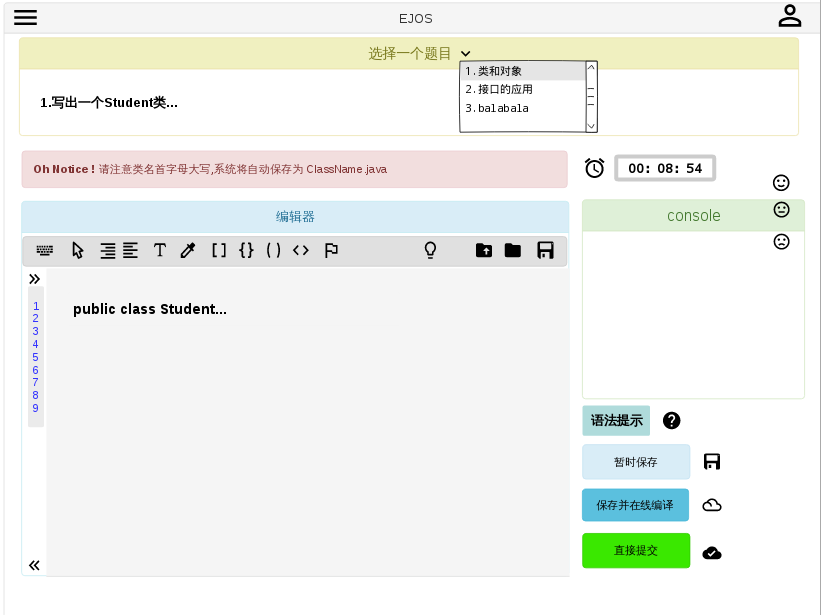 EJOS
选择一个题目
1.类和对象
2.接口的应用
3.balabala
1.写出一个Student类...
Oh Notice ! 请注意类名首字母大写,系统将自动保存为 ClassName.java
00: 08: 54
编辑器
console
T
1
2
3
4
5
6
7
8
9
public class Student...
语法提示
暂时保存
保存并在线编译
直接提交